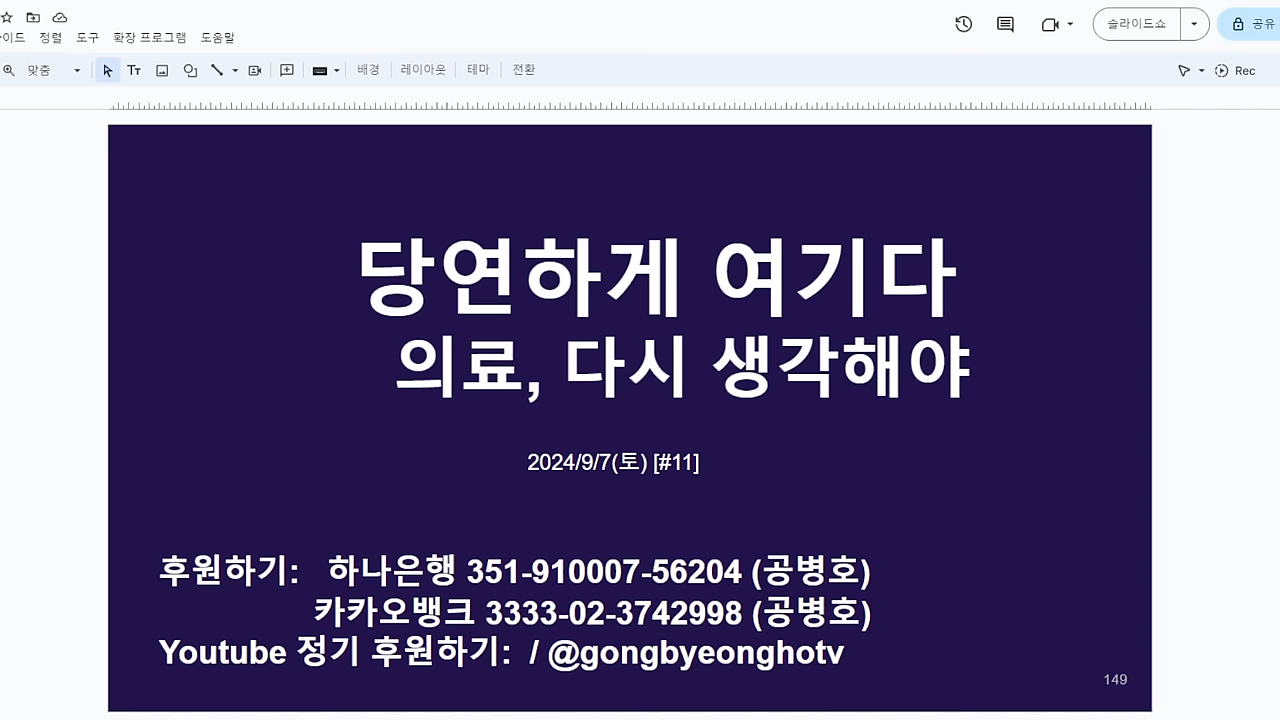 정렬 도구 확장 프로그램 도움말
슬라이드쇼
공유
맞춤
배경 레이아웃 테마 전환
Rec
당연하게 여기다
의료, 다시 생각해야
2024/9/7(토) [#11]
후원하기: 하나은행 351-910007-56204 (공병호)
카카오뱅크 3333-02-3742998 (공병호)
Youtube 정기 후원하기: / @gongbyeonghotv
149